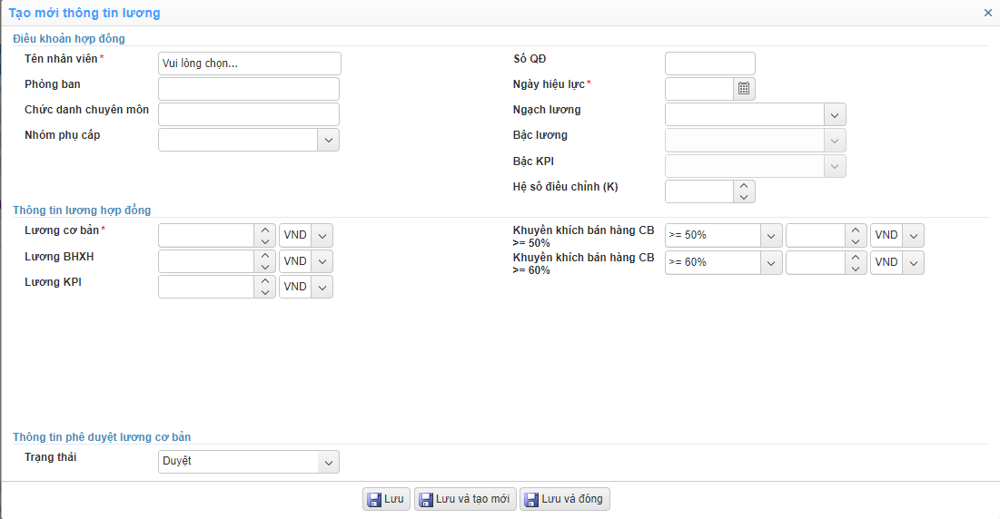 Tạo mới thông tin lương
Điều khoản hợp đồng
Tên nhân viên *
Vui lòng chọn...
Số QĐ
Phòng ban
Ngày hiệu lực *
Chức danh chuyên môn
Ngạch lương
Nhóm phụ cấp
Bậc lương
Bậc KPI
Hệ số điều chỉnh (K)
Thông tin lương hợp đồng
Lương cơ bản *
VND
Khuyến khích bán hàng CB
>= 50%
>= 50%
VND
Lương BHXH
VND
Khuyến khích bán hàng CB
>= 60%
>= 60%
VND
Lương KPI
VND
Thông tin phê duyệt lương cơ bản
Trạng thái
Duyệt
Lưu
Lưu và tạo mới
Lưu và đóng